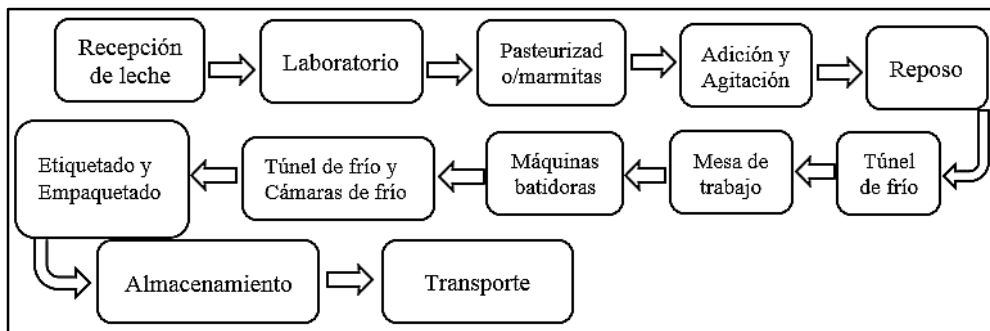 Recepción
de leche
Laboratorio
Pasteurizad
o/marmitas
Adición y
Agitación
Reposo
Túnel
de frío
Mesa de
trabajo
Máquinas
batidoras
Túnel de frío y
Cámaras de frío
Etiquetado y
Empaquetado
Almacenamiento
Transporte